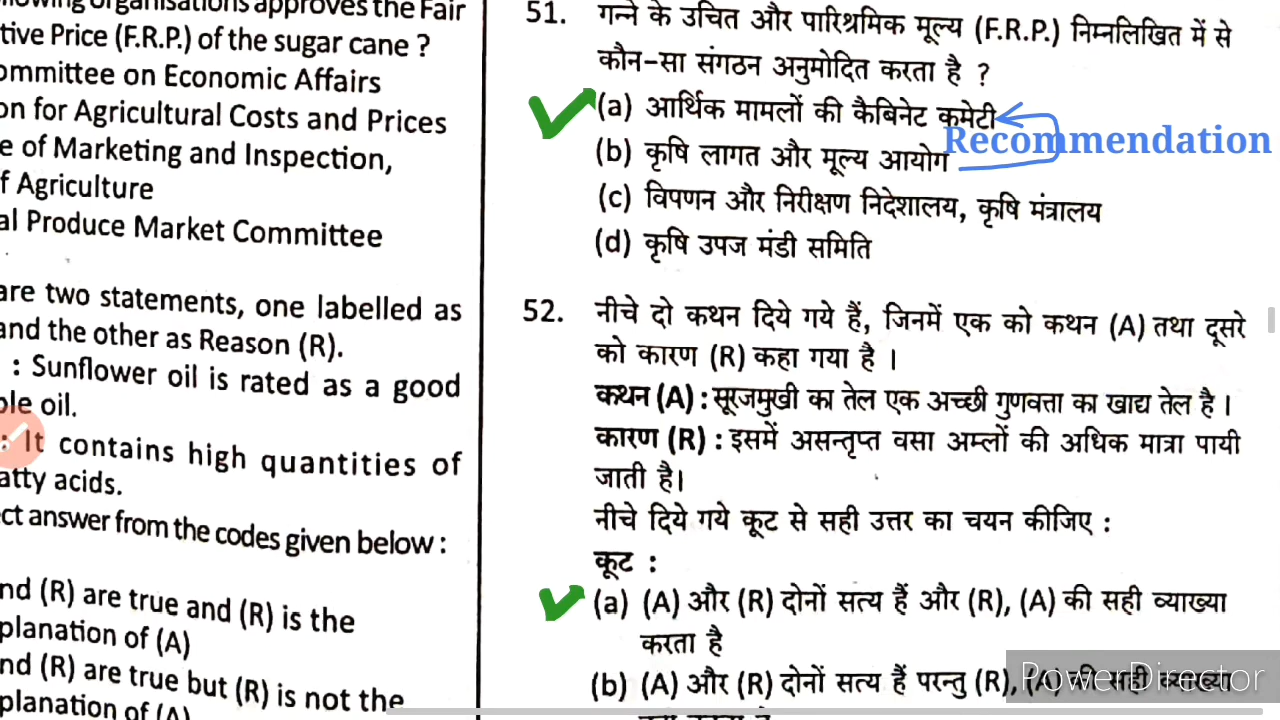 organisations approves the Fair
tive Price (F.R.P.) of the sugar cane ?
ommittee on Economic Affairs
on for Agricultural Costs and Prices
e of Marketing and Inspection,
f Agriculture
al Produce Market Committee
are two statements, one labelled as
and the other as Reason (R).
: Sunflower oil is rated as a good
ble oil.
: It contains high quantities of
atty acids.
ct answer from the codes given below :
nd (R) are true and (R) is the
planation of (A)
nd (R) are true but (R) is not the
planation of (A)
51. गन्ने के उचित और पारिश्रमिक मूल्य (F.R.P.) निम्नलिखित में से
कौन-सा संगठन अनुमोदित करता है ?
(a) आर्थिक मामलों की कैबिनेट कमेटी
Recommendation
(b) कृषि लागत और मूल्य आयोग
(c) विपणन और निरीक्षण निदेशालय, कृषि मंत्रालय
(d) कृषि उपज मंडी समिति
52. नीचे दो कथन दिये गये हैं, जिनमें एक को कथन (A) तथा दूसरे
को कारण (R) कहा गया है ।
कथन (A) : सूरजमुखी का तेल एक अच्छी गुणवत्ता का खाद्य तेल है ।
कारण (R) : इसमें असन्तृप्त वसा अम्लों की अधिक मात्रा पायी
जाती है।
नीचे दिये गये कूट से सही उत्तर का चयन कीजिए :
कूट :
(a) (A) और (R) दोनों सत्य हैं और (R), (A) की सही व्याख्या
करता है
(b) (A) और (R) दोनों सत्य हैं परन्तु (R), (A) की सही व्याख्या
PowerDirector